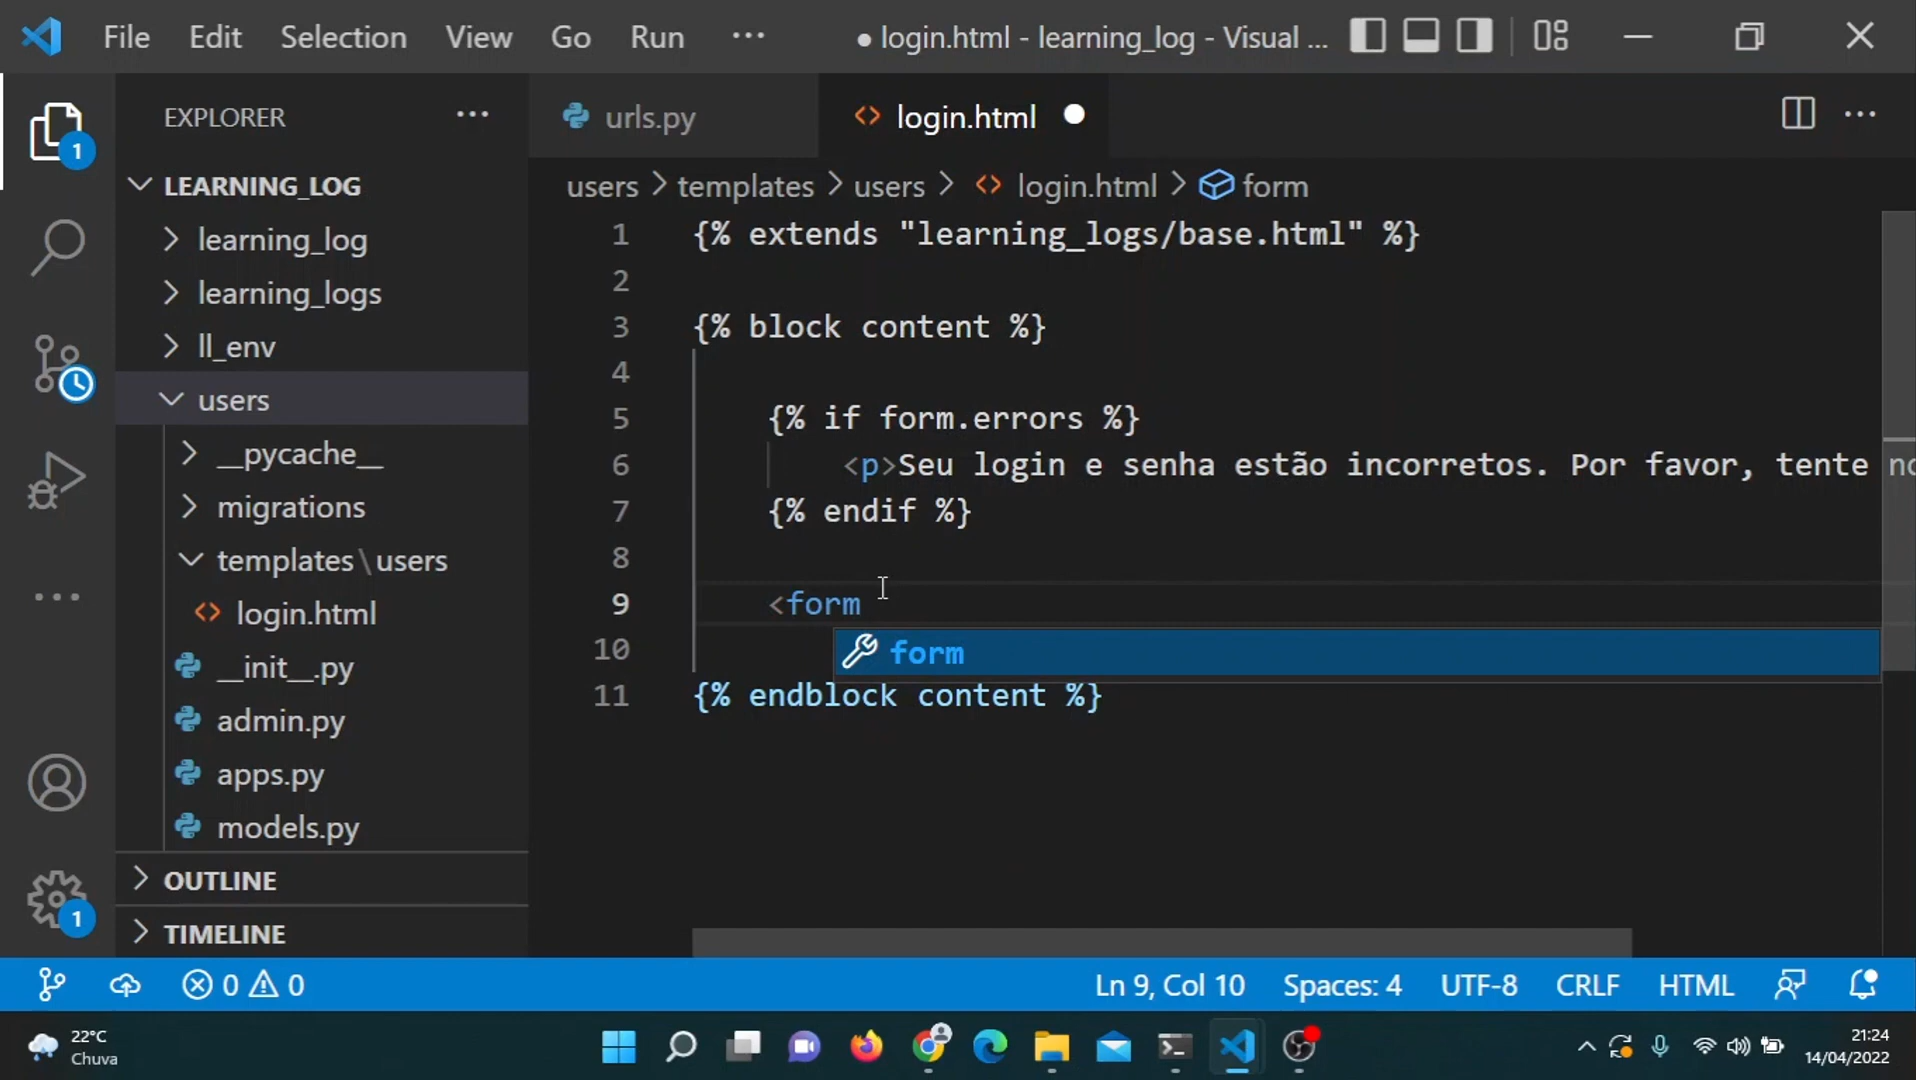 File Edit Selection View Go Run ··· ● login.html - learning_log - Visual ...
EXPLORER ···
LEARNING_LOG
learning_log
learning_logs
ll_env
users
__pycache__
migrations
templates\users
login.html
__init__.py
admin.py
apps.py
models.py
OUTLINE
TIMELINE
1
1
urls.py login.html
users > templates > users > login.html > form
1 {% extends "learning_logs/base.html" %}
2
3 {% block content %}
4
5 {% if form.errors %}
6 <p>Seu login e senha estão incorretos. Por favor, tente no
7 {% endif %}
8
9 <form
form
10
11 {% endblock content %}
0 0 Ln 9, Col 10 Spaces: 4 UTF-8 CRLF HTML
22°C
Chuva
21:24
14/04/2022